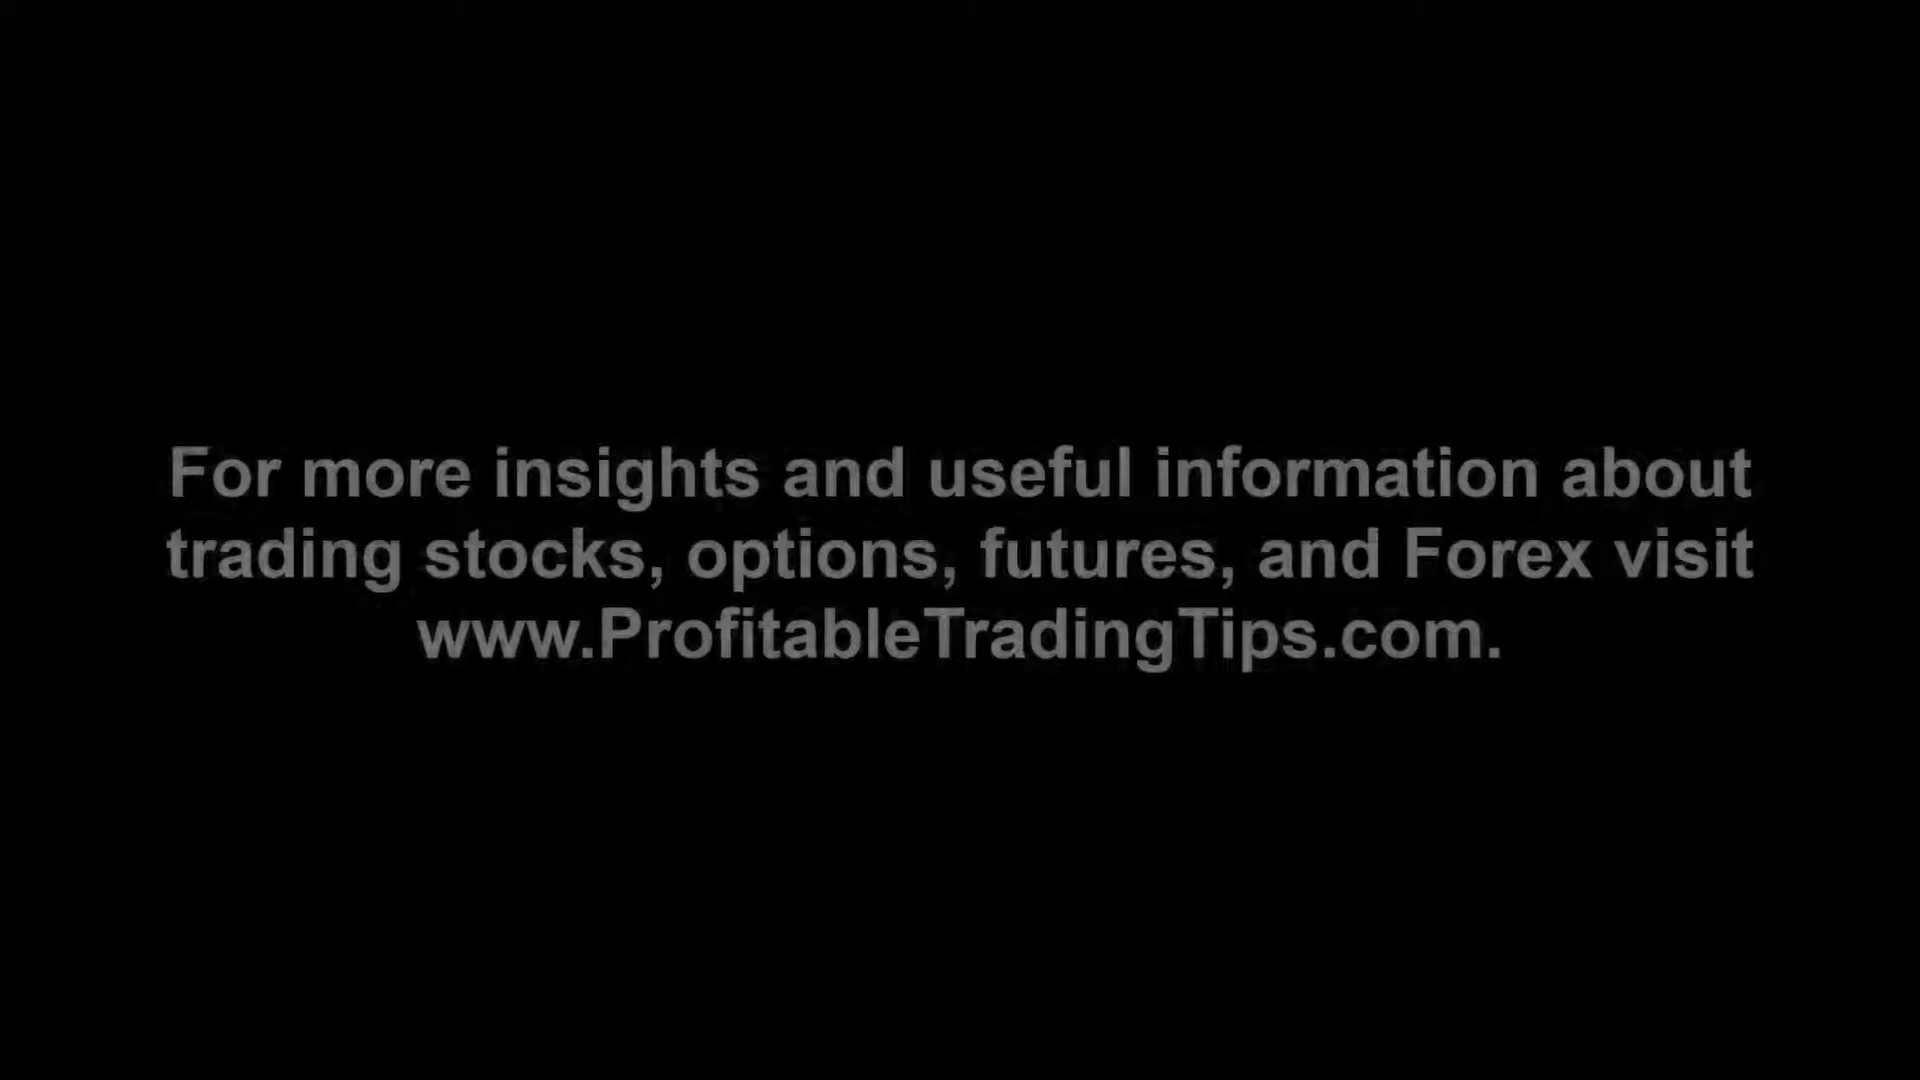 For more insights and useful information about
trading stocks, options, futures, and Forex visit
www.ProfitableTradingTips.com.